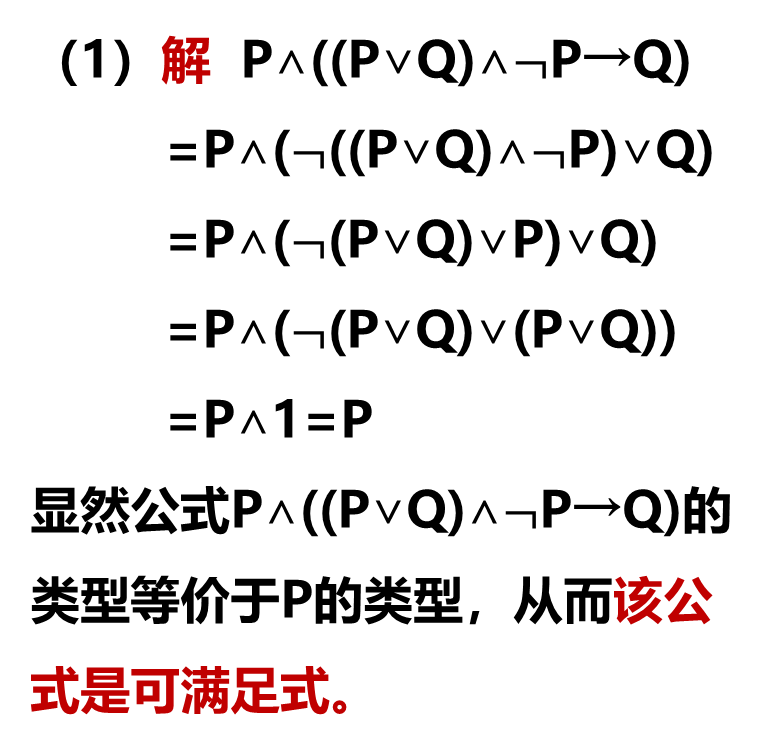 (1) 解 P∧((P∨Q)∧¬P→Q)
=P∧(¬((P∨Q)∧¬P)∨Q)
=P∧(¬(P∨Q)∨P)∨Q)
=P∧(¬(P∨Q)∨(P∨Q))
=P∧1=P
显然公式P∧((P∨Q)∧¬P→Q)的
类型等价于P的类型，从而该公
式是可满足式。